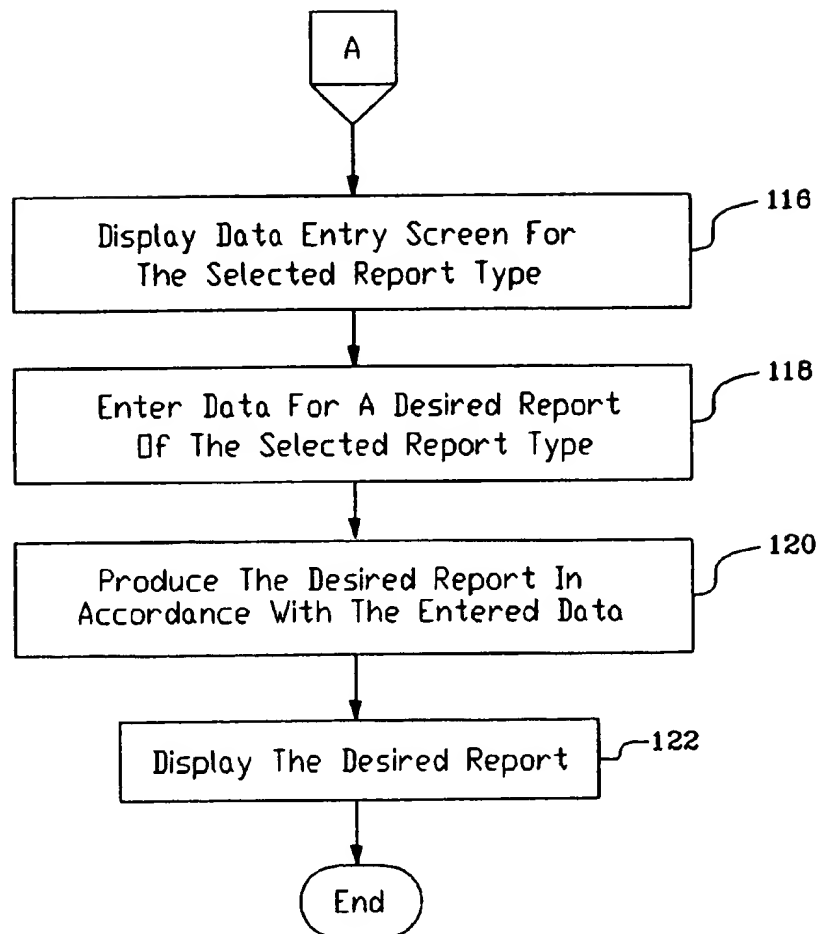 A
Display Data Entry Screen For
The Selected Report Type
116
Enter Data For A Desired Report
Of The Selected Report Type
118
Produce The Desired Report In
Accordance With The Entered Data
120
Display The Desired Report
122
End